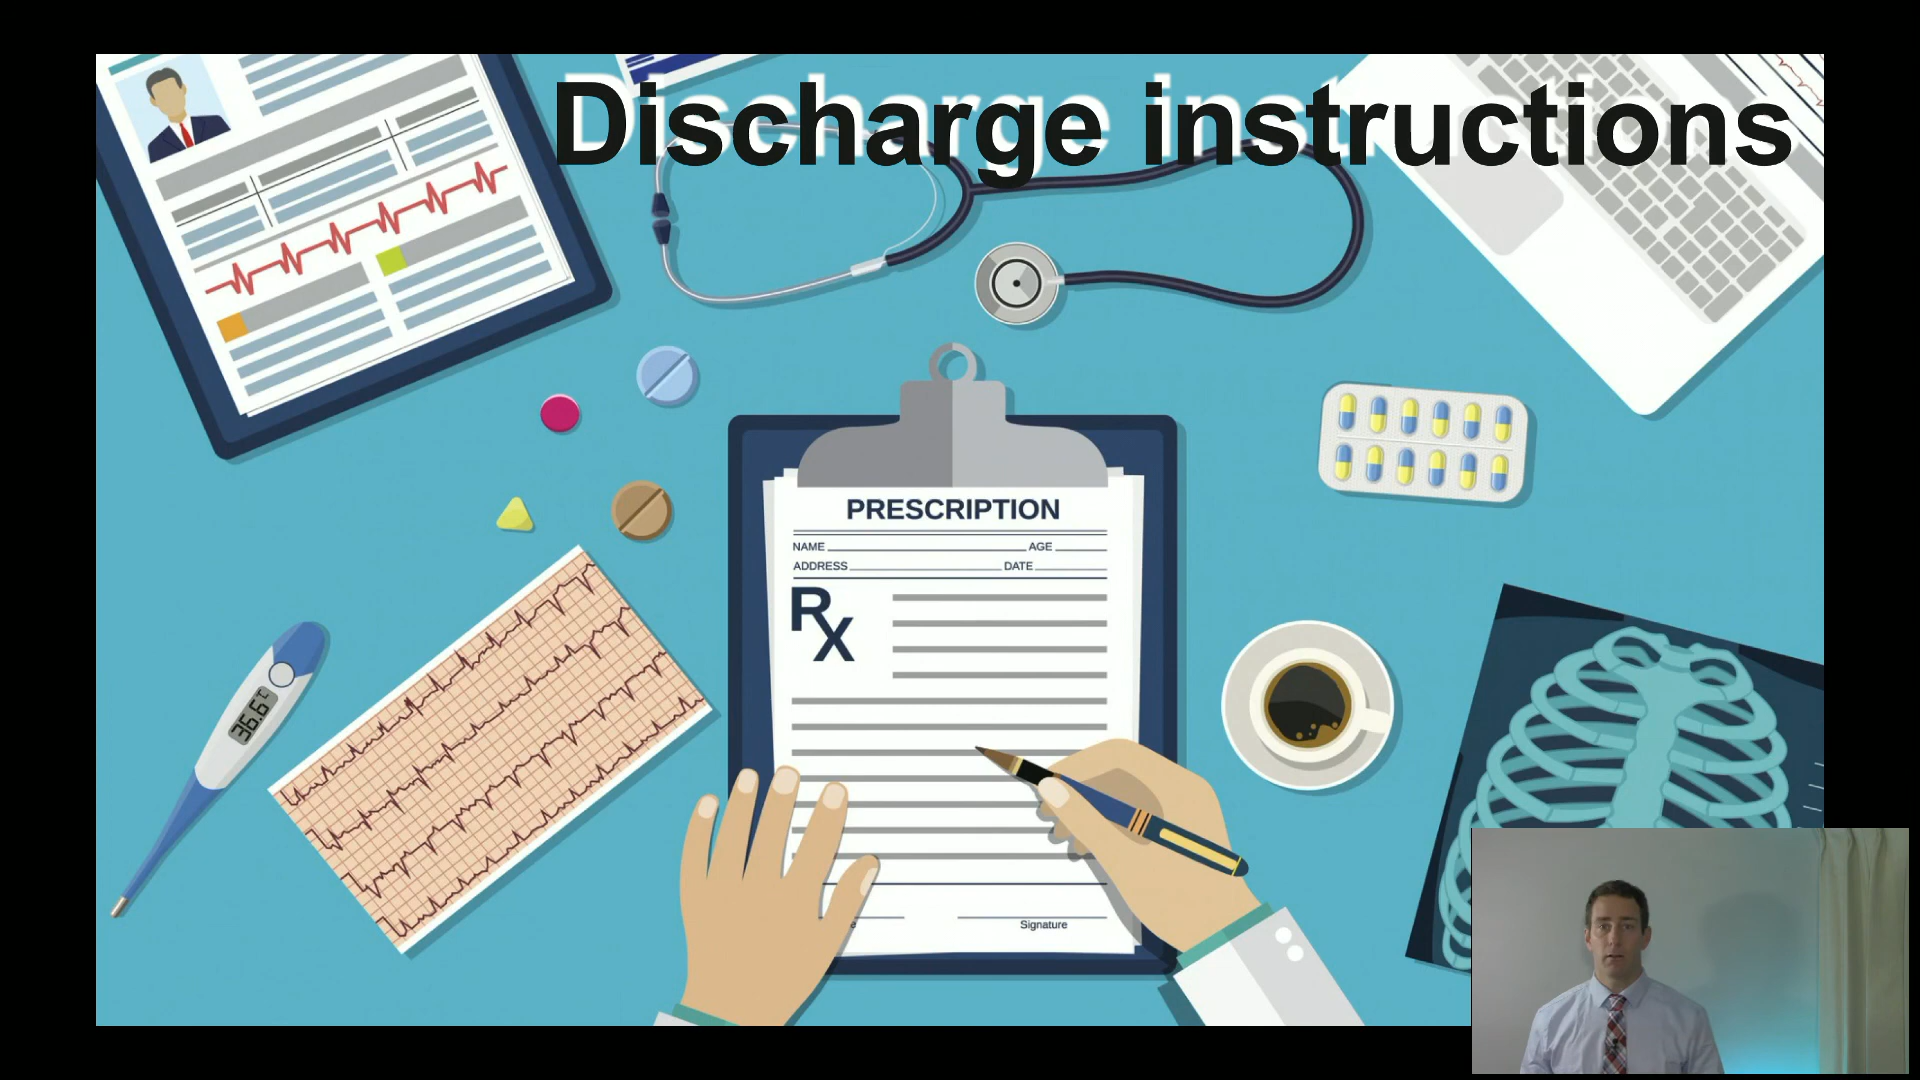 Discharge instructions
PRESCRIPTION
NAME AGE
ADDRESS DATE
Rx
36.6°C
Signature